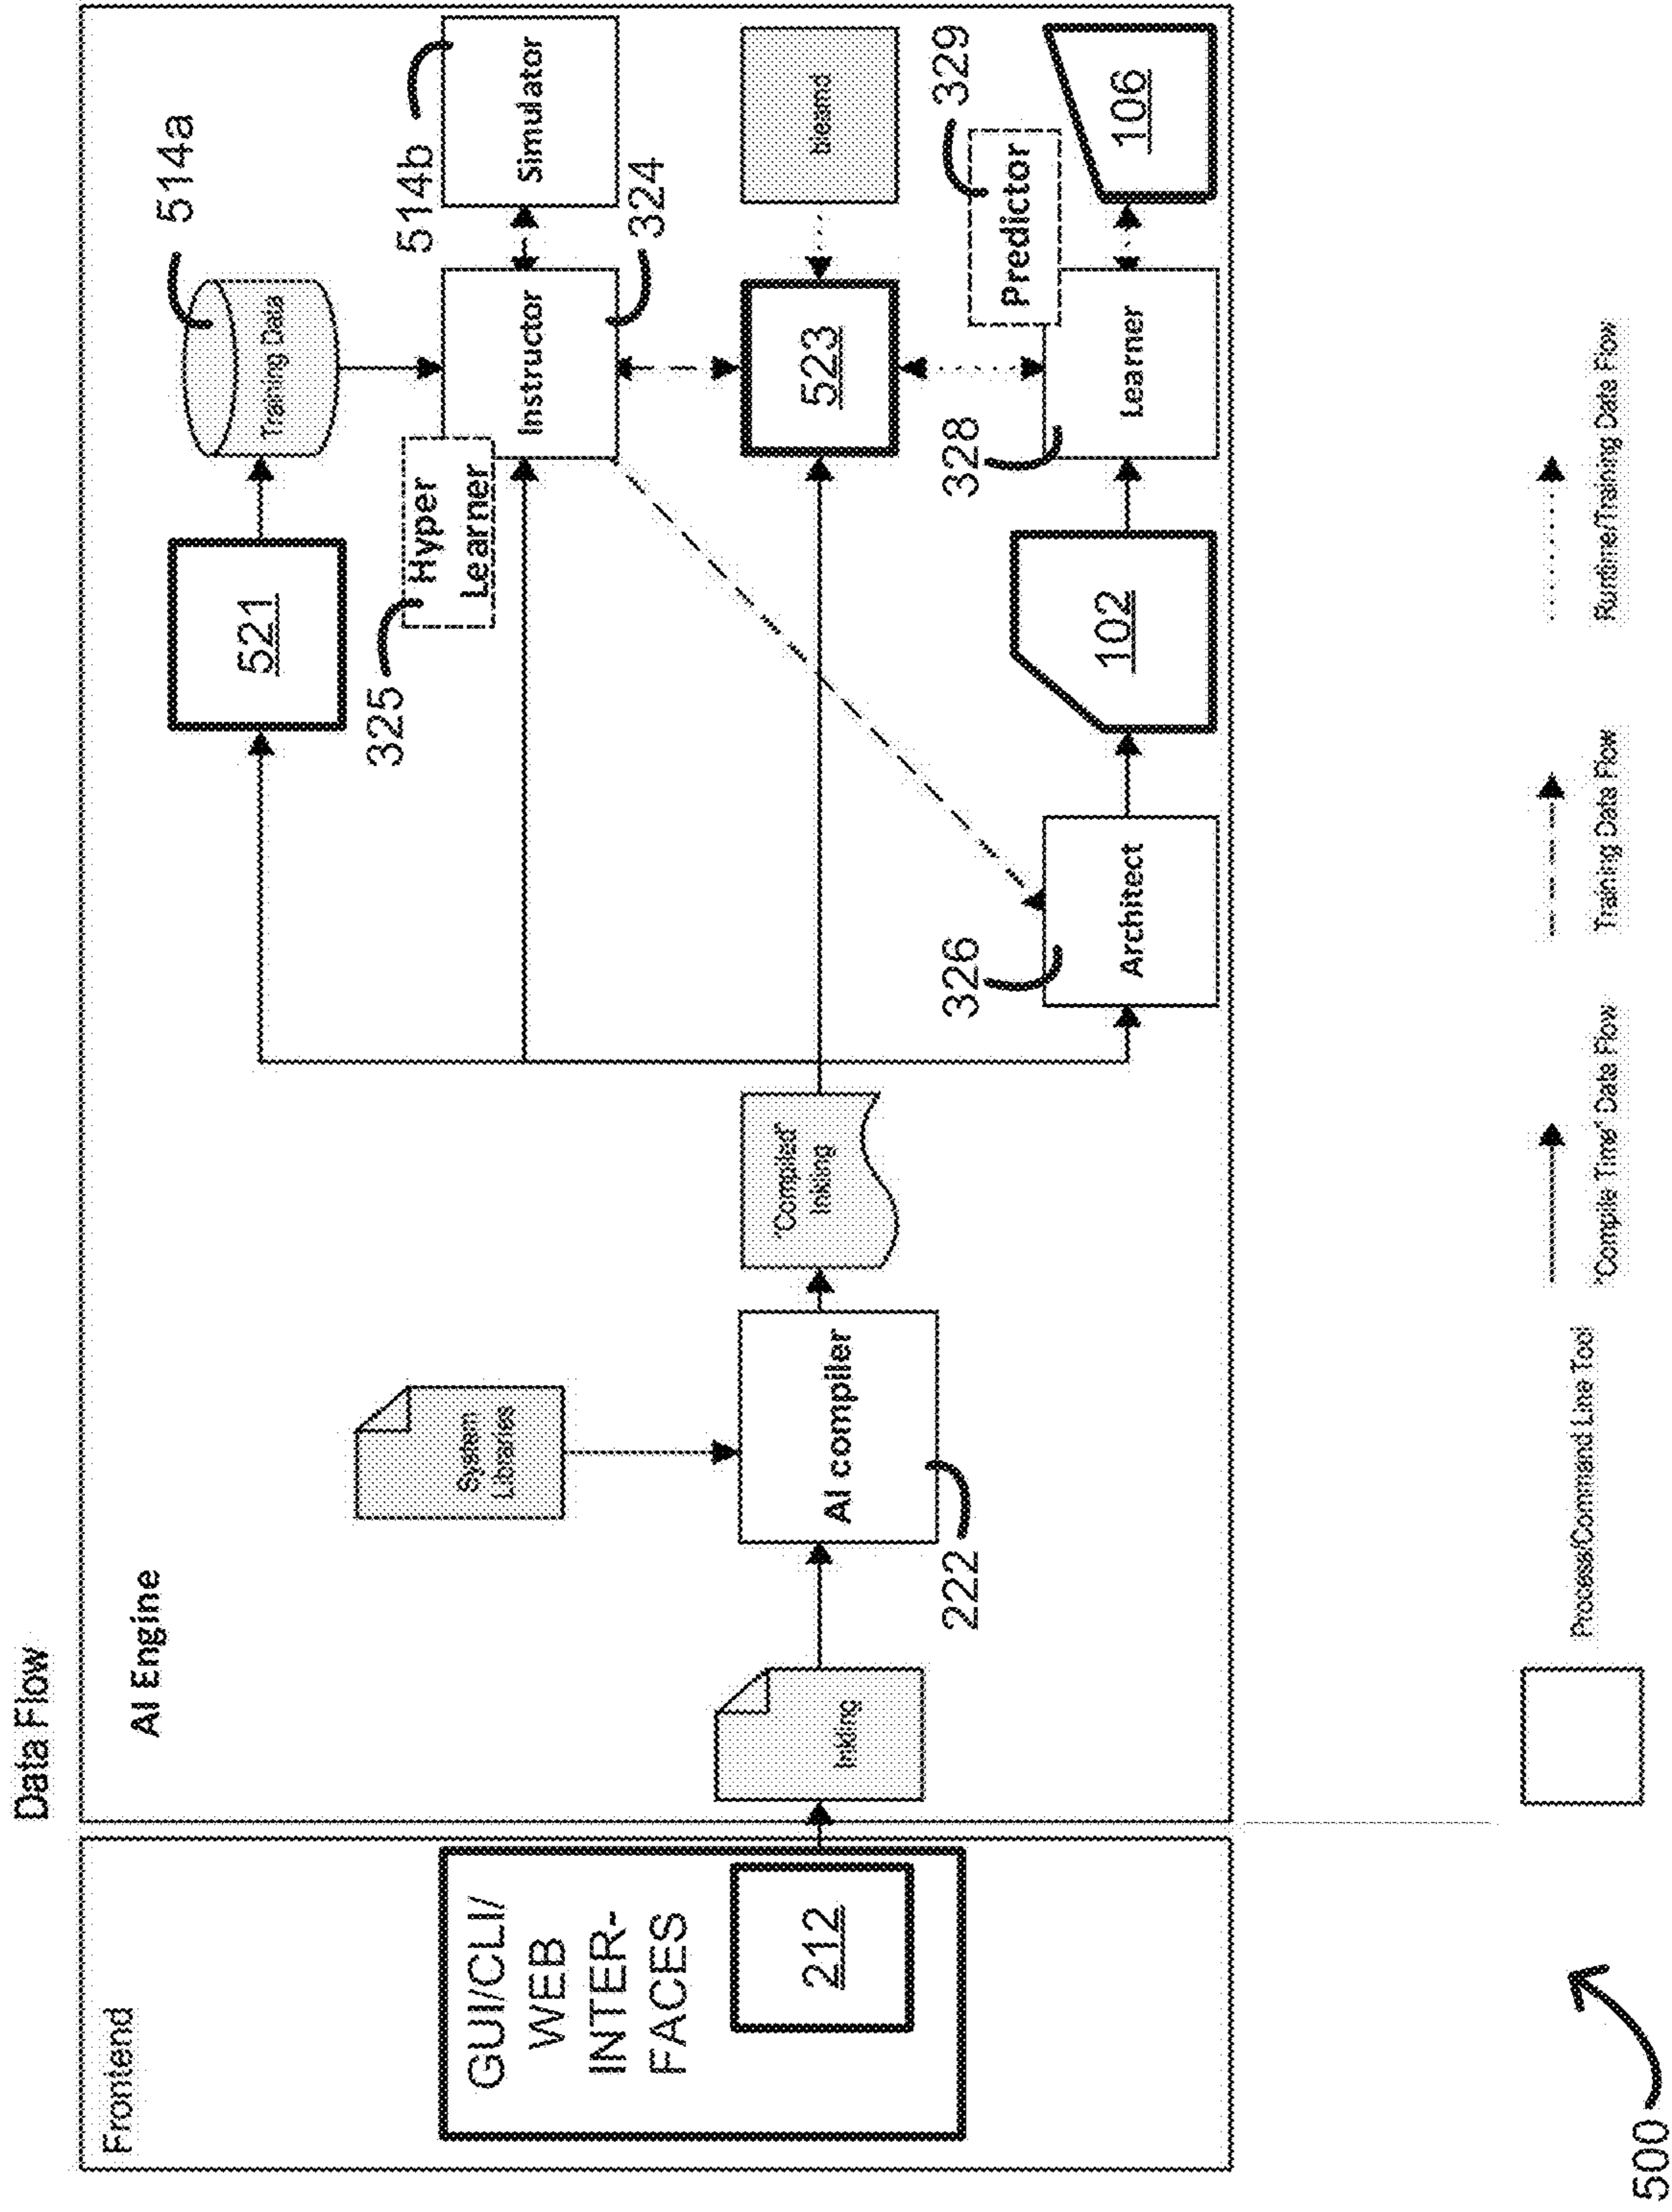 Data Flow
Frontend
GUI/CLI/
WEB
INTER-
FACES
212
AI Engine
Inkling
System
Libraries
AI compiler
222
"Compiled"
Inkling
521
514a
Training Data
325
Hyper
Learner
Instructor
324
514b
Simulator
523
326
Architect
102
328
Learner
Predictor
329
106
500
Process/Command Line Tool
"Compile Time" Data Flow
Training Data Flow
Runtime/Training Data Flow